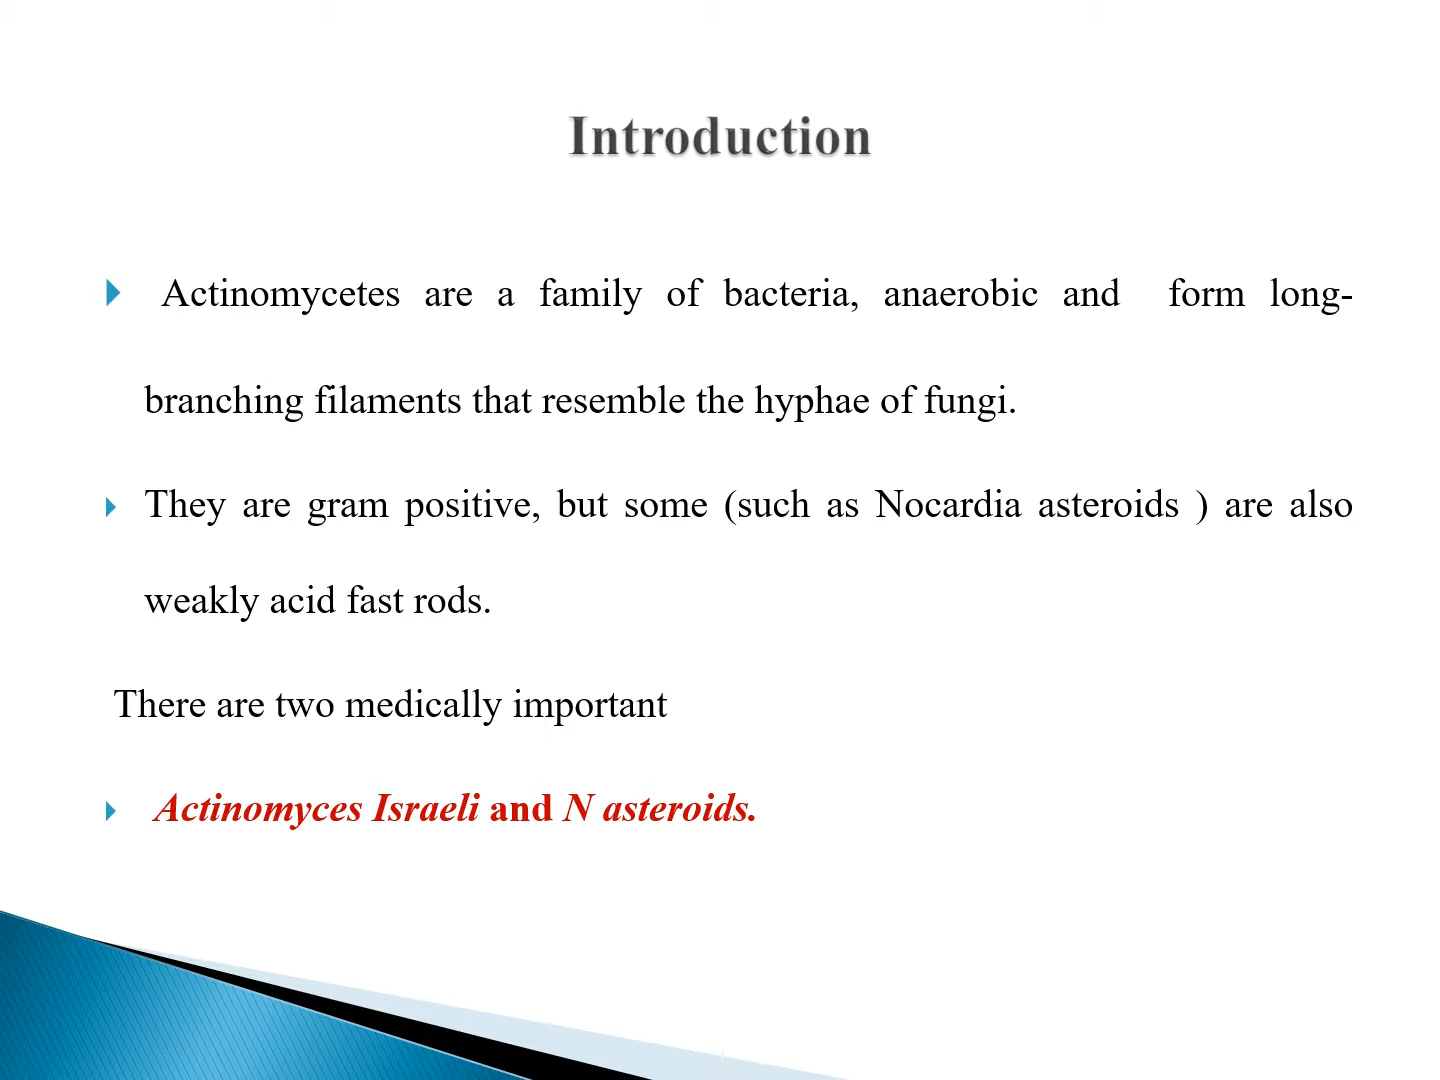 Introduction
Actinomycetes are a family of bacteria, anaerobic and form long-
branching filaments that resemble the hyphae of fungi.
They are gram positive, but some (such as Nocardia asteroids ) are also
weakly acid fast rods.
There are two medically important
Actinomyces Israeli and N asteroids.